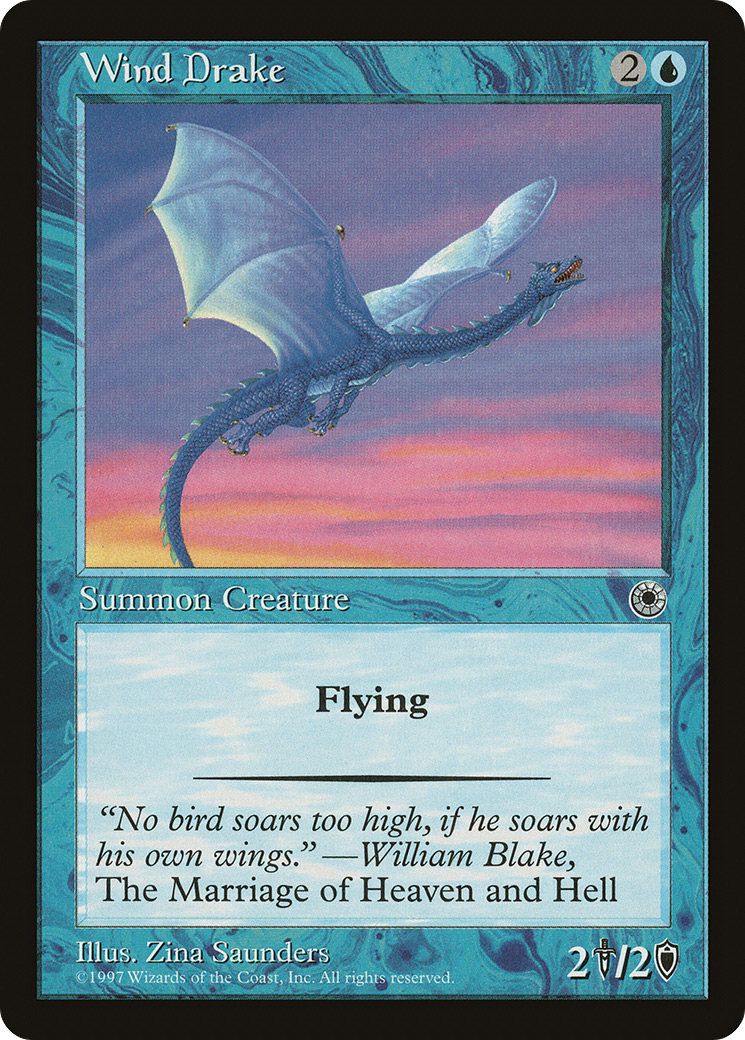 Wind Drake
2
Summon Creature
Flying
“No bird soars too high, if he soars with
his own wings.” —William Blake,
The Marriage of Heaven and Hell
Illus. Zina Saunders
©1997 Wizards of the Coast, Inc. All rights reserved.
2/2